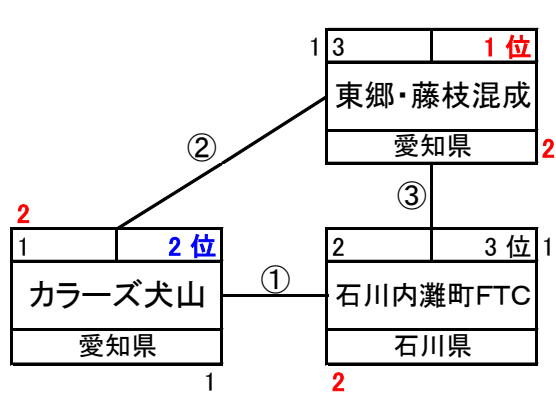 1 3 1 位
東郷・藤枝混成
愛知県 2
②
③
2
1 2 位
カラーズ犬山
愛知県
1
①
2 3 位 1
石川内灘町FTC
石川県
2